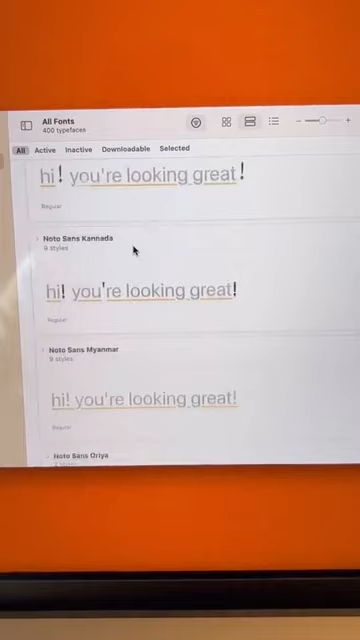 All Fonts
400 typefaces
All Active Inactive Downloadable Selected
hi! you're looking great!
Regular
Noto Sans Kannada
9 styles
hi! you're looking great!
Regular
Noto Sans Myanmar
9 styles
hi! you're looking great!
Regular
Noto Sans Oriya